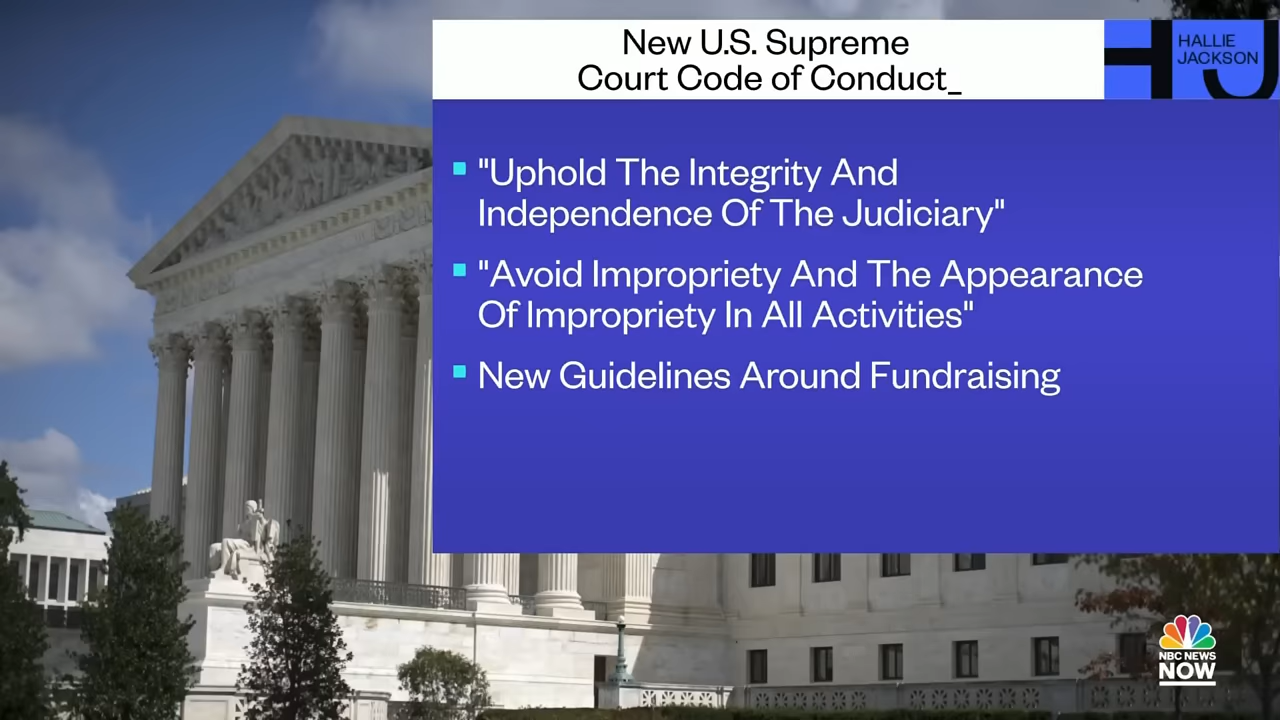 New U.S. Supreme
Court Code of Conduct_
HALLIE
JACKSON
"Uphold The Integrity And
Independence Of The Judiciary"
"Avoid Impropriety And The Appearance
Of Impropriety In All Activities"
New Guidelines Around Fundraising
NBC NEWS
NOW